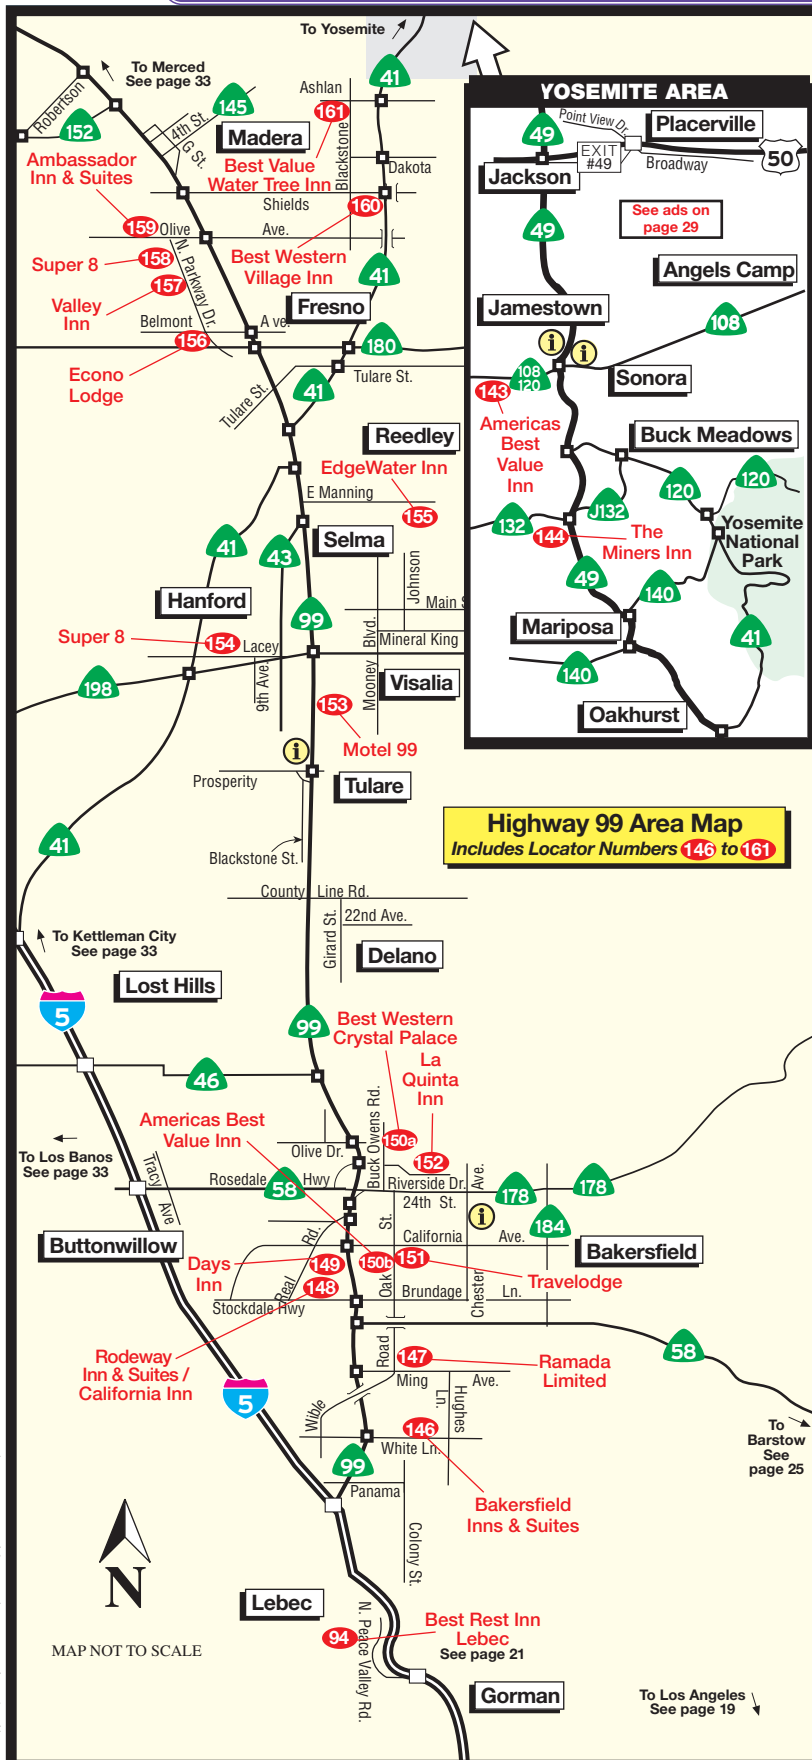 To Yosemite
To Merced
See page 33
41
Robertson
152
4th St.
145
G St.
Madera
Ashlan
161
Blackstone
Best Value
Water Tree Inn
Dakota
Ambassador
Inn & Suites
Shields
160
159
Olive
Ave.
Super 8
158
N. Parkway Dr.
Best Western
Village Inn
41
Valley
Inn
157
Fresno
Belmont
Ave.
156
180
Econo
Lodge
Tulare St.
Tulare St.
41
Reedley
EdgeWater Inn
E Manning
155
41
43
Selma
Johnson
Hanford
99
Main S
Blvd.
Mineral King
Super 8
154
Lacey
198
9th Ave.
Mooney
Visalia
153
Motel 99
i
Prosperity
Tulare
41
Blackstone St.
YOSEMITE AREA
49
Point View Dr.
Placerville
EXIT
#49
Broadway
50
Jackson
49
See ads on
page 29
Angels Camp
Jamestown
108
i
i
108
120
Sonora
143
Americas
Best
Value
Inn
Buck Meadows
120
120
132
J132
144
The
Miners Inn
Yosemite
National
Park
49
140
Mariposa
41
140
Oakhurst
Highway 99 Area Map
Includes Locator Numbers 146 to 161
County Line Rd.
Girard St.
22nd Ave.
To Kettleman City
See page 33
Delano
Lost Hills
5
99
Best Western
Crystal Palace
La
Quinta
Inn
46
Buck Owens Rd.
Americas Best
Value Inn
150a
To Los Banos
See page 33
Olive Dr.
152
Tracy
Ave
Rosedale
58
Hwy
Riverside Dr.
Ave.
24th St.
178
178
i
184
Buttonwillow
Rd.
St.
California
Ave.
Bakersfield
Days
Inn
149
150b
151
Travelodge
148
Real
Oak
Chester
Stockdale Hwy
Brundage
Ln.
58
Rodeway
Inn & Suites /
California Inn
Road
147
Ramada
Limited
5
Ming
Ave.
Wible
Hughes
Ln.
146
White Ln.
To
Barstow
See
page 25
99
Panama
Bakersfield
Inns & Suites
Colony St.
N
Lebec
N. Peace Valley Rd.
94
Best Rest Inn
Lebec
See page 21
MAP NOT TO SCALE
Gorman
To Los Angeles
See page 19